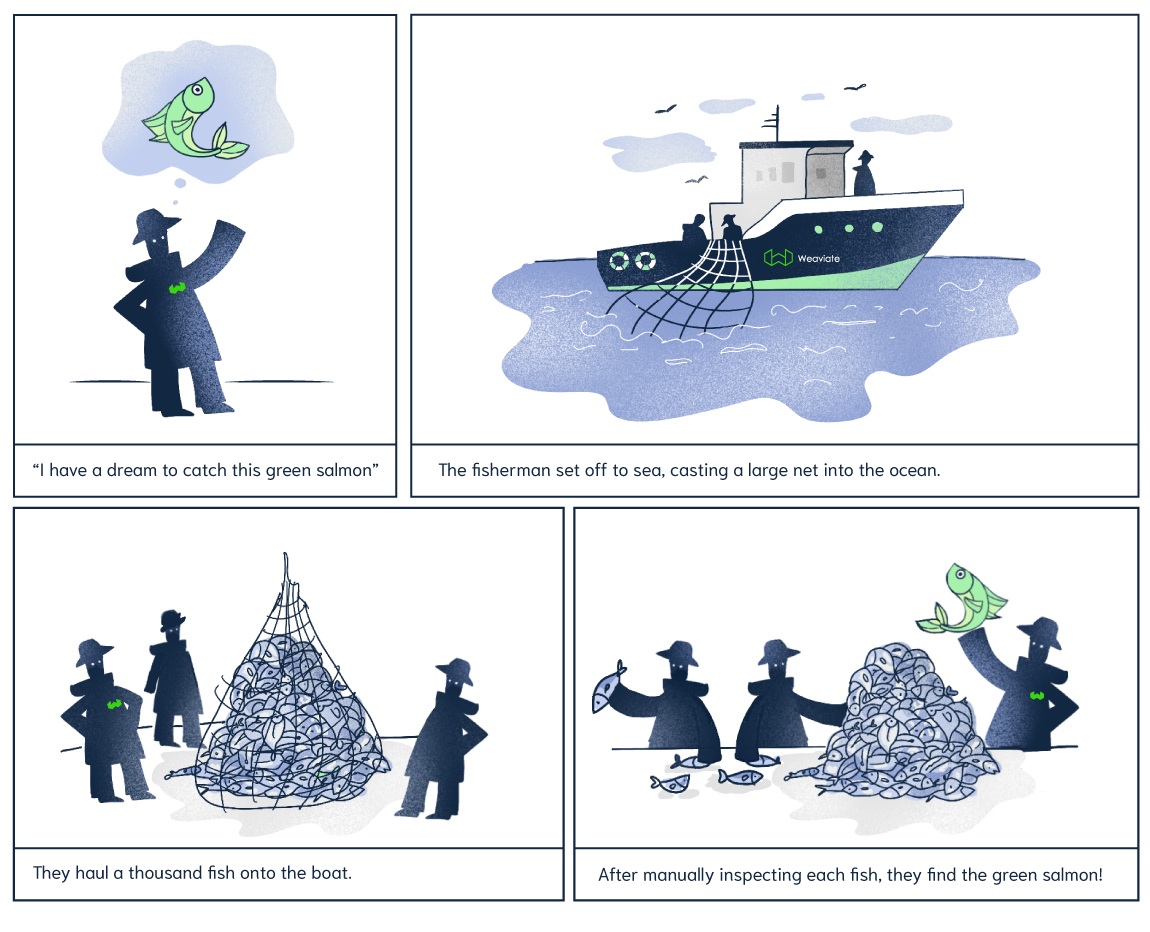 Weaviate
“I have a dream to catch this green salmon”
The fisherman set off to sea, casting a large net into the ocean.
They haul a thousand fish onto the boat.
After manually inspecting each fish, they find the green salmon!